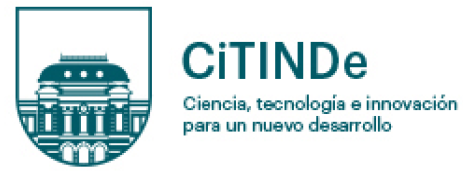 CiTINDe
Ciencia, tecnología e innovación
para un nuevo desarrollo